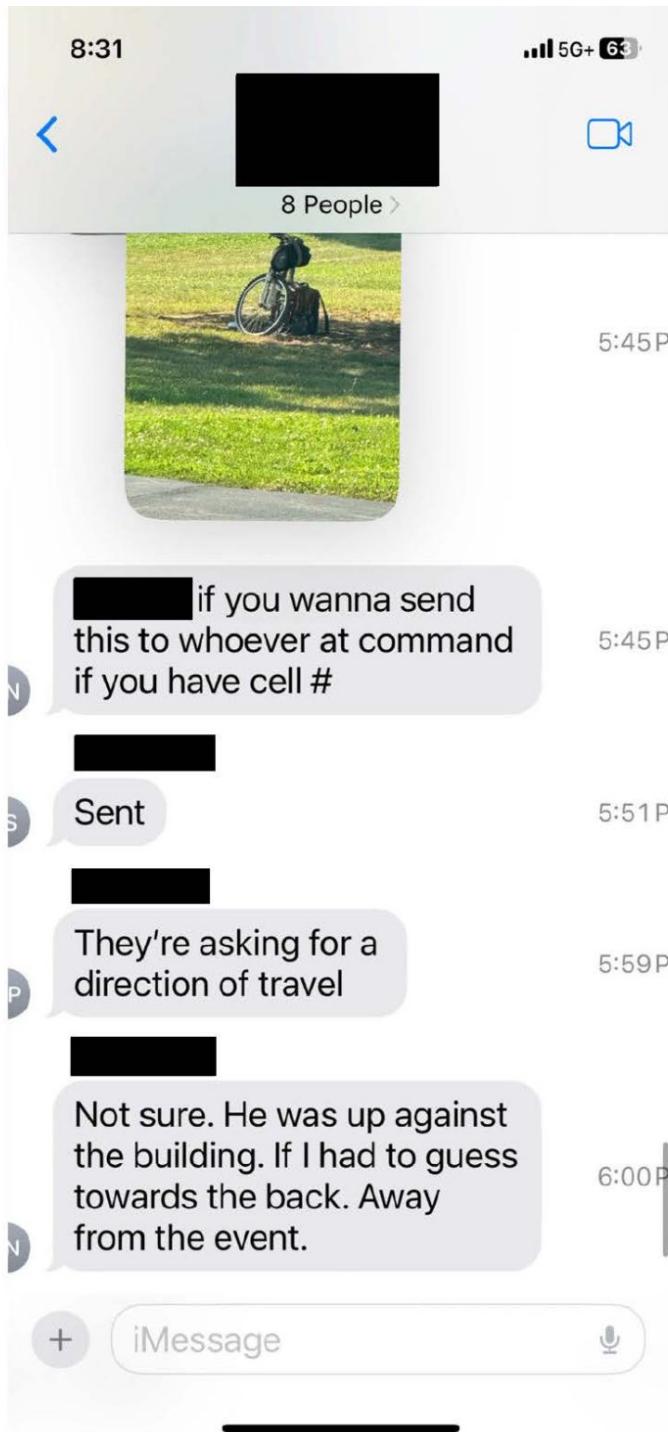 8:31
5G+ 63
8 People >
5:45P
if you wanna send
this to whoever at command
if you have cell #
5:45P
N
Sent
5:51P
S
They're asking for a
direction of travel
5:59P
P
Not sure. He was up against
the building. If I had to guess
towards the back. Away
from the event.
6:00P
N
+ iMessage